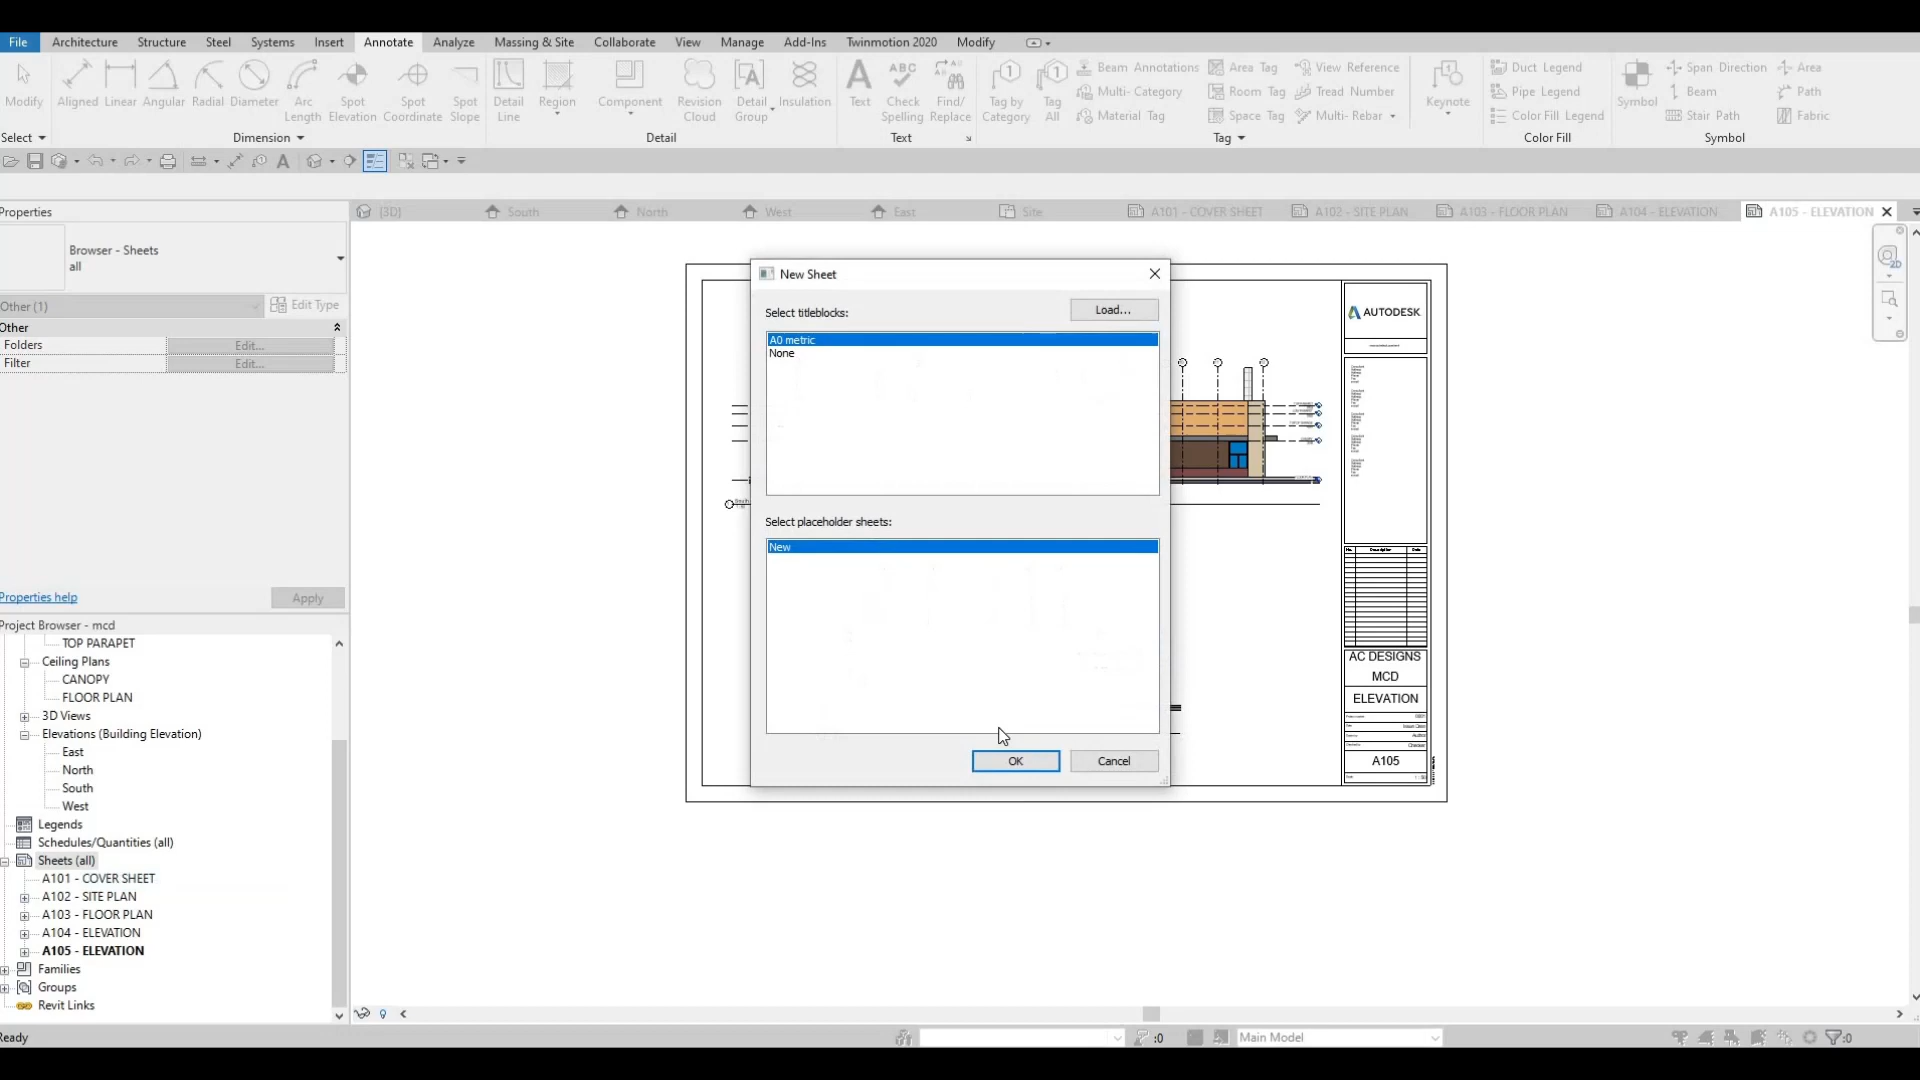 File Architecture Structure Steel Systems Insert Annotate Analyze Massing & Site Collaborate View Manage Add-Ins Twinmotion 2020 Modify
Modify Aligned Linear Angular Radial Diameter Arc Length Spot Elevation Spot Coordinate Spot Slope Detail Line Region Component Revision Cloud Detail Group Insulation Text Check Spelling Find/ Replace Tag by Category Tag All
Beam Annotations Area Tag View Reference
Multi- Category Room Tag Tread Number
Material Tag Space Tag Multi- Rebar
Keynote
Duct Legend
Pipe Legend
Color Fill Legend
Symbol
Span Direction Area
Beam Path
Stair Path Fabric
Select Dimension Detail Text Tag Color Fill Symbol
Properties
{3D} South North West East Site A101 - COVER SHEET A102 - SITE PLAN A103 - FLOOR PLAN A104 - ELEVATION A105 - ELEVATION
Browser - Sheets
all
Other (1) Edit Type
Other
Folders Edit...
Filter Edit...
Properties help Apply
Project Browser - mcd
TOP PARAPET
Ceiling Plans
CANOPY
FLOOR PLAN
3D Views
Elevations (Building Elevation)
East
North
South
West
Legends
Schedules/Quantities (all)
Sheets (all)
A101 - COVER SHEET
A102 - SITE PLAN
A103 - FLOOR PLAN
A104 - ELEVATION
A105 - ELEVATION
Families
Groups
Revit Links
New Sheet
Select titleblocks: Load...
A0 metric
None
Select placeholder sheets:
New
OK Cancel
AUTODESK
No. Description Date
AC DESIGNS
MCD
ELEVATION
A105
2D
Ready :0 Main Model :0